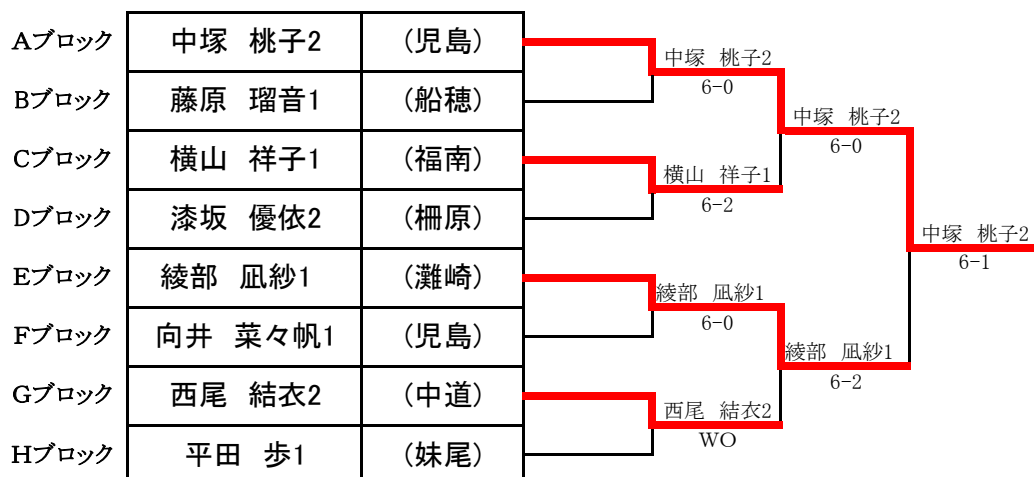 Aブロック 中塚 桃子2 (児島)
Bブロック 藤原 瑠音1 (船穂)
Cブロック 横山 祥子1 (福南)
Dブロック 漆坂 優依2 (柵原)
Eブロック 綾部 凪紗1 (灘崎)
Fブロック 向井 菜々帆1 (児島)
Gブロック 西尾 結衣2 (中道)
Hブロック 平田 歩1 (妹尾)
中塚 桃子2
6-0
横山 祥子1
6-2
綾部 凪紗1
6-0
西尾 結衣2
WO
中塚 桃子2
6-0
綾部 凪紗1
6-2
中塚 桃子2
6-1